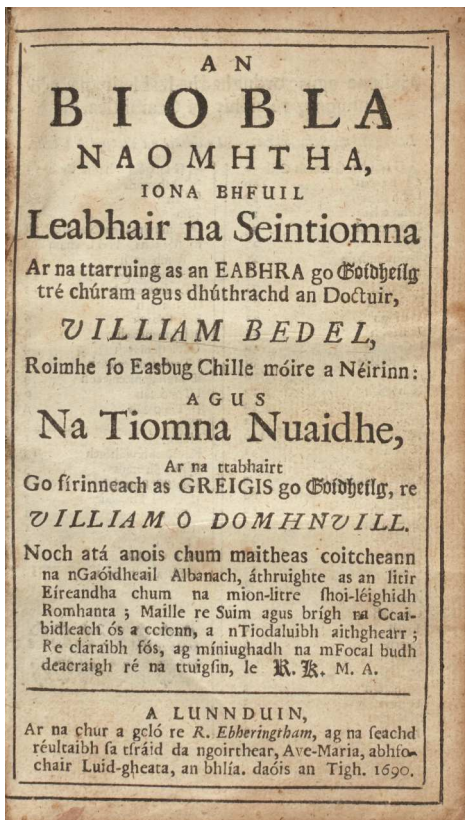 AN
BIOBLA
NAOMHTHA,
IONA BHFUIL
Leabhair na Seintiomna
Ar na ttarruing as an EABHRA go Goidheilg
tré chúram agus dhúthrachd an Doctuir,
VILLIAM BEDEL,
Roimhe so Easbug Chille móire a Néirinn:
AGUS
Na Tiomna Nuaidhe,
Ar na ttabhairt
Go fírinneach as GREIGIS go Goidheilg, re
VILLIAM O DOMHNVILL.
Noch atá anois chum maitheas coitcheann
na nGaóidheail Albanach, áthruighte as an litir
Eíreandha chum na mion-litre shoi-léighidh
Romhanta ; Maille re Suim agus brígh na Ccai-
bidleach ós a ccionn, a nTiodaluibh aithghearr ;
Re claraibh fós, ag míniughadh na mFocal budh
deacraigh ré na ttuigsin, le R. K. M. A.
A LUNNDUIN,
Ar na chur a gcló re R. Ebheringtham, ag na seachd
réultaibh sa tsráid da ngoirthear, Ave-Maria, abhfo-
chair Luid-gheata, an bhlía. daóis an Tigh. 1690.